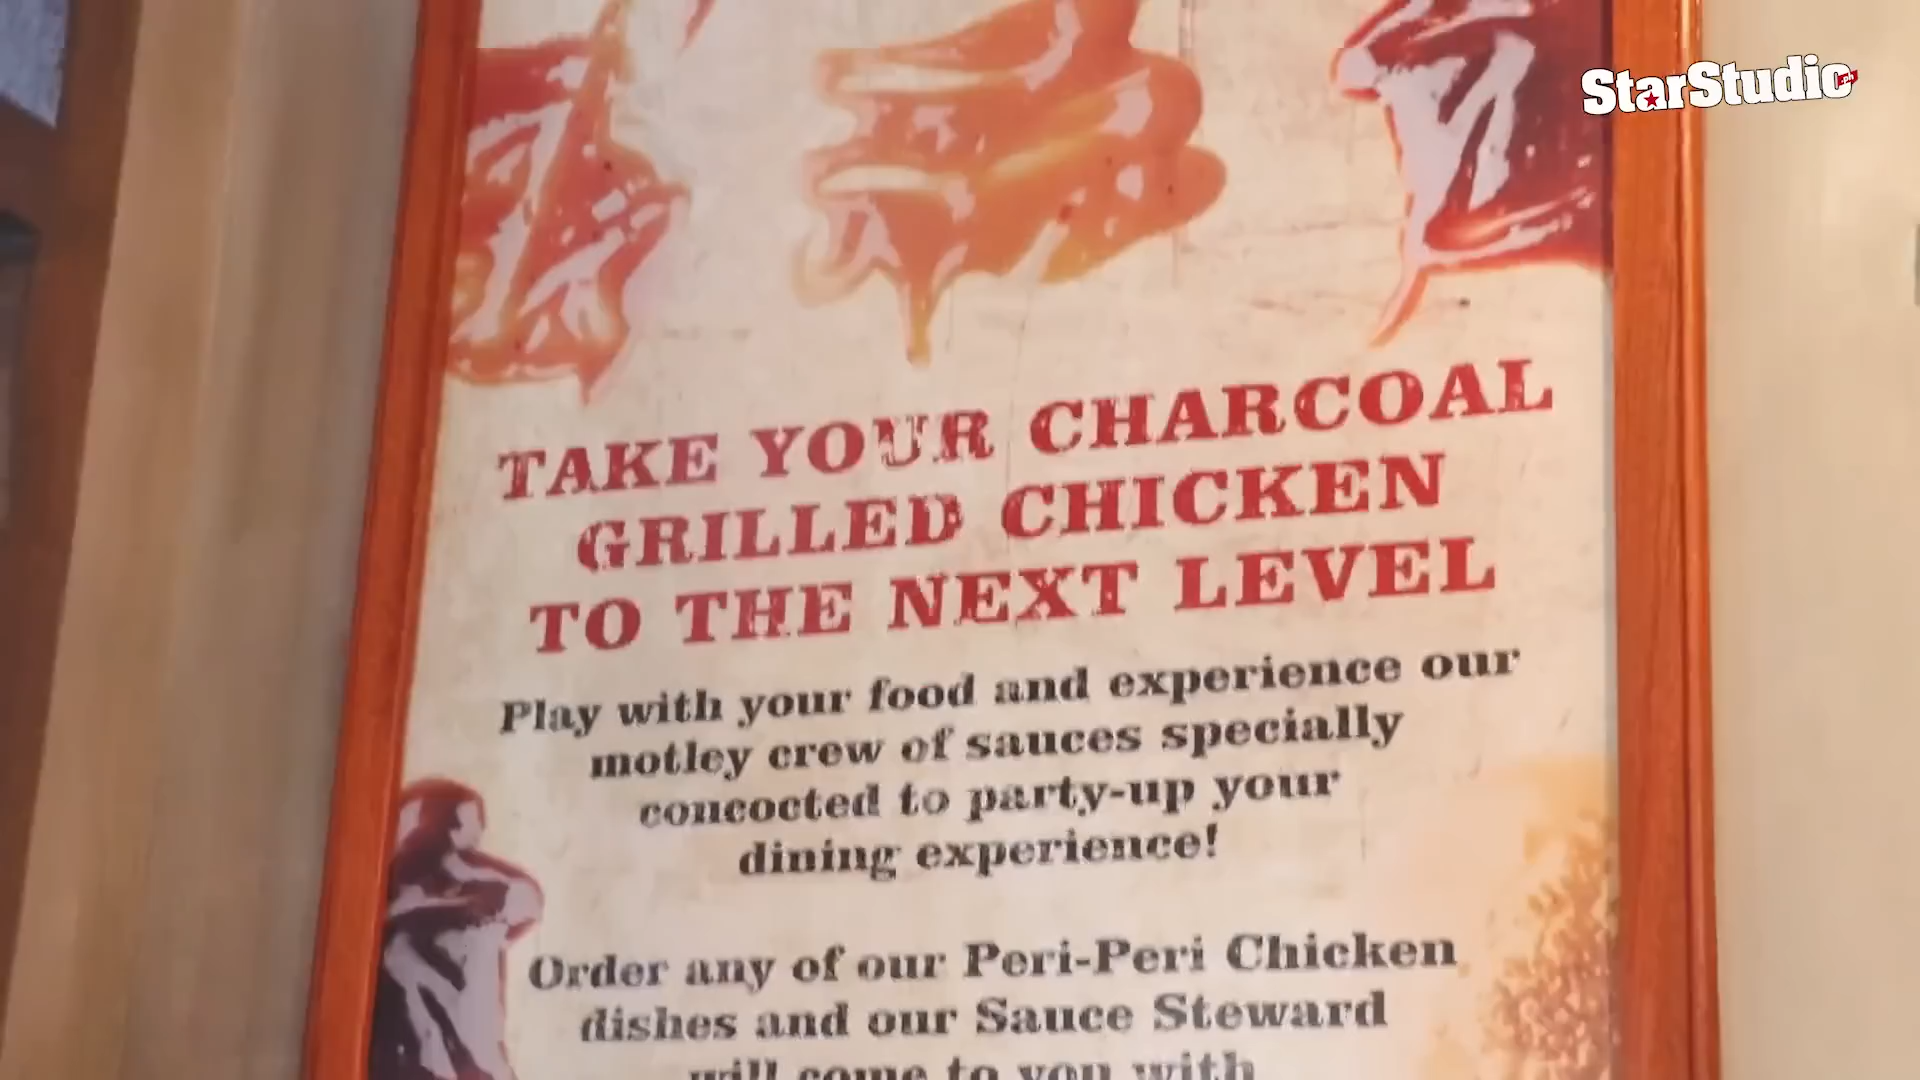 StarStudio.ph
TAKE YOUR CHARCOAL
GRILLED CHICKEN
TO THE NEXT LEVEL
Play with your food and experience our
motley crew of sauces specially
concocted to party-up your
dining experience!
Order any of our Peri-Peri Chicken
dishes and our Sauce Steward
will come to you with